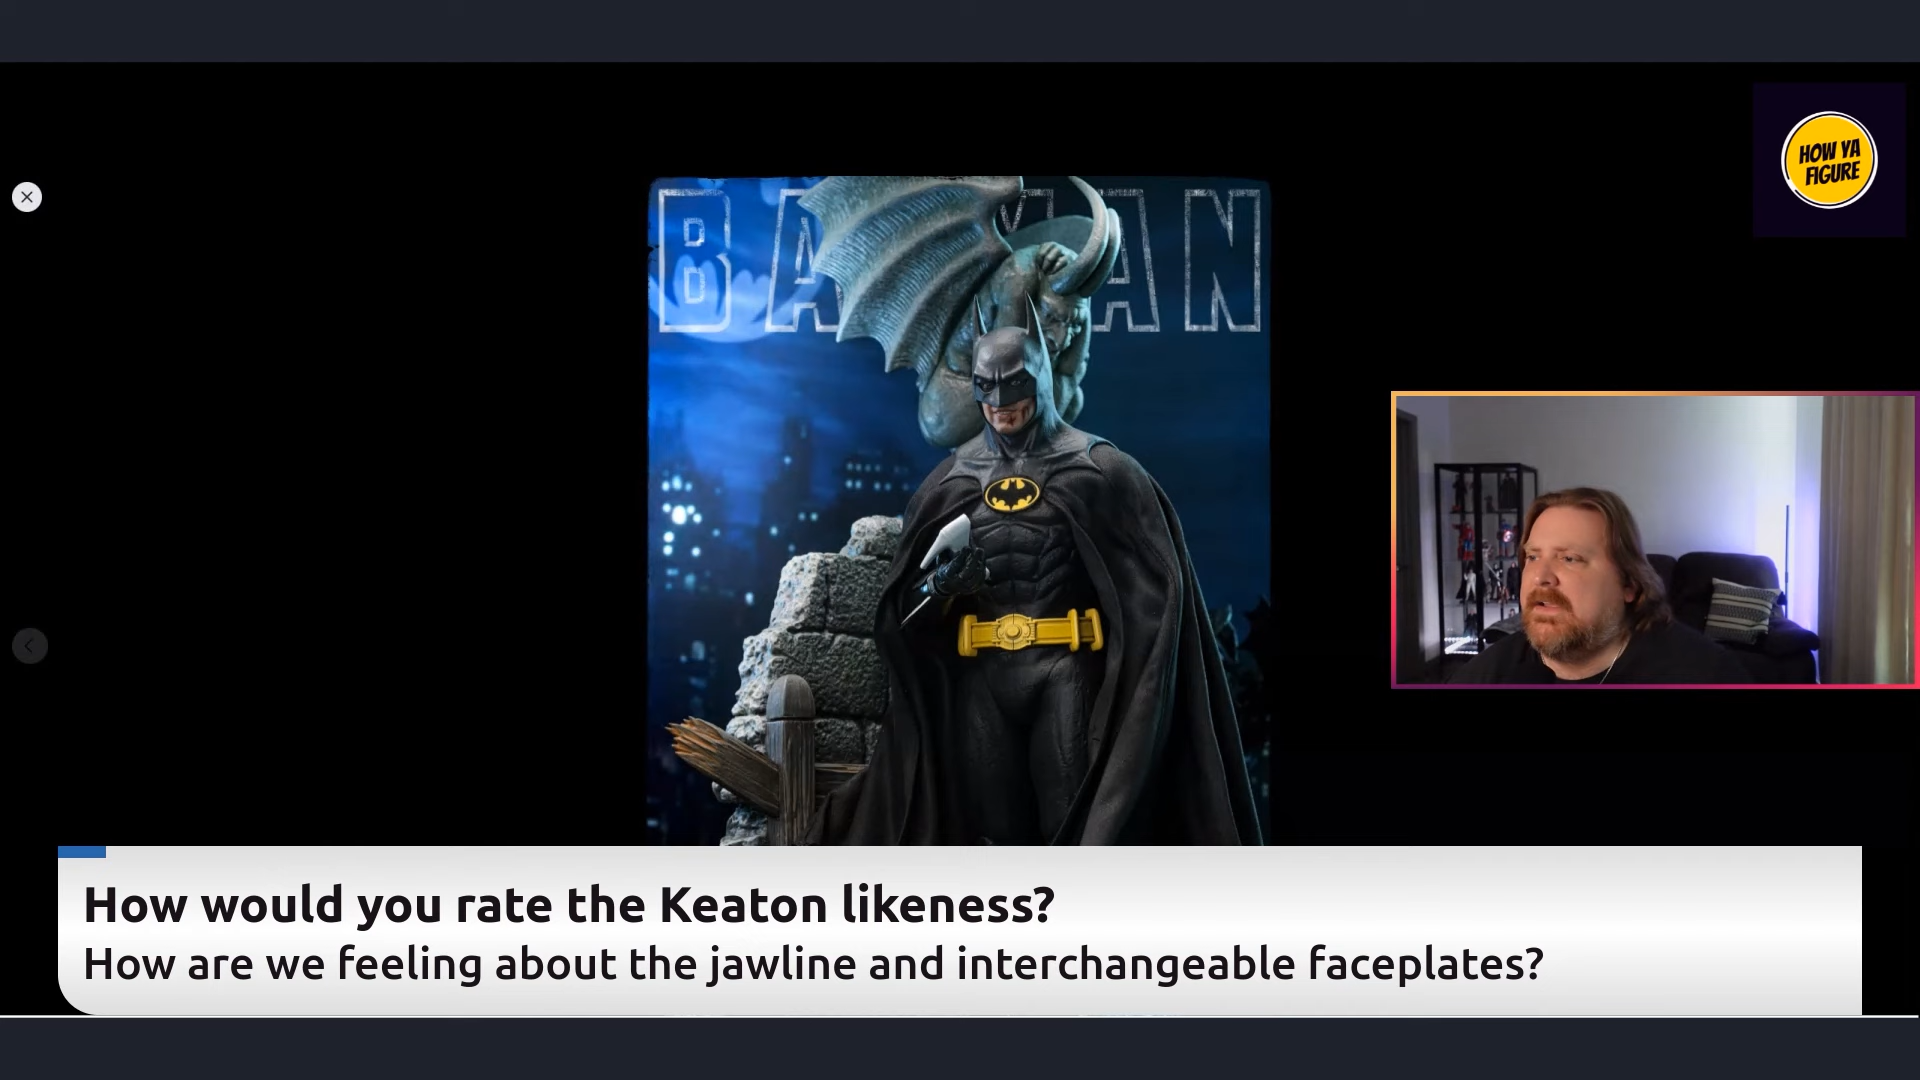 BATMAN
HOW YA
FIGURE
How would you rate the Keaton likeness?
How are we feeling about the jawline and interchangeable faceplates?